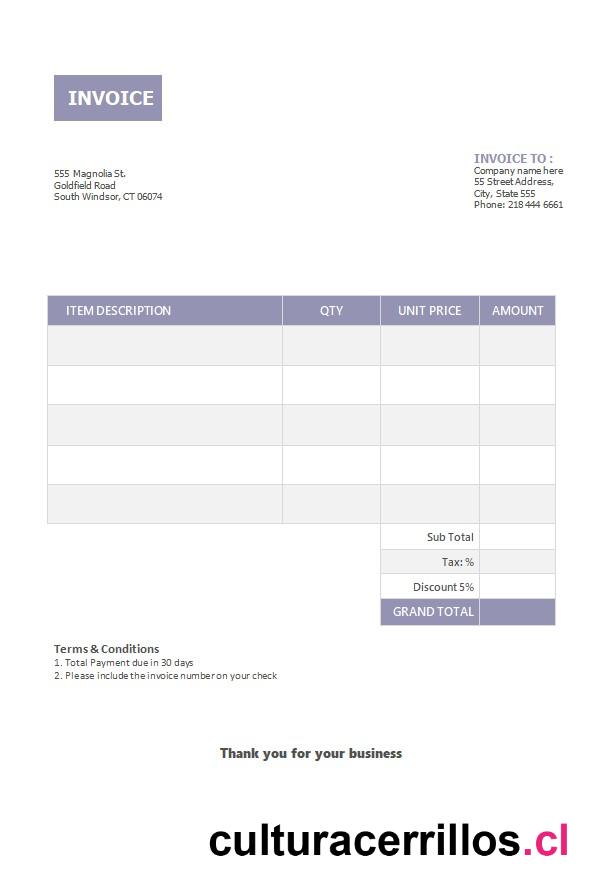 INVOICE
555 Magnolia St.
Goldfield Road
South Windsor, CT 06074
INVOICE TO :
Company name here
55 Street Address,
City, State 555
Phone: 218 444 6661
ITEM DESCRIPTION QTY UNIT PRICE AMOUNT
Sub Total
Tax: %
Discount 5%
GRAND TOTAL
Terms & Conditions
1. Total Payment due in 30 days
2. Please include the invoice number on your check
Thank you for your business
culturacerrillos.cl